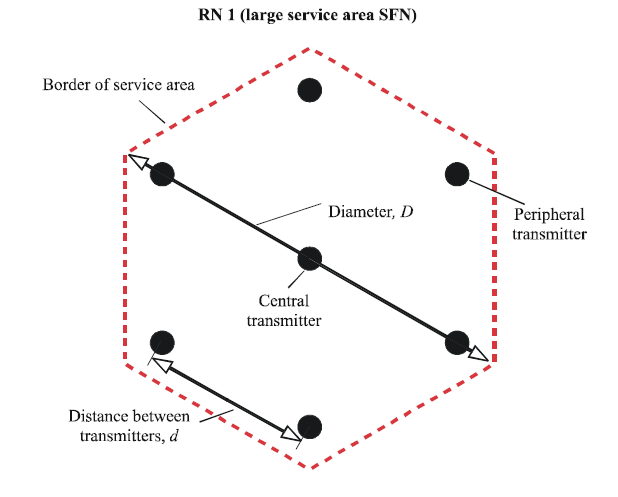 RN 1 (large service area SFN)
Border of service area
Diameter, D
Peripheral
transmitter
Central
transmitter
Distance between
transmitters, d